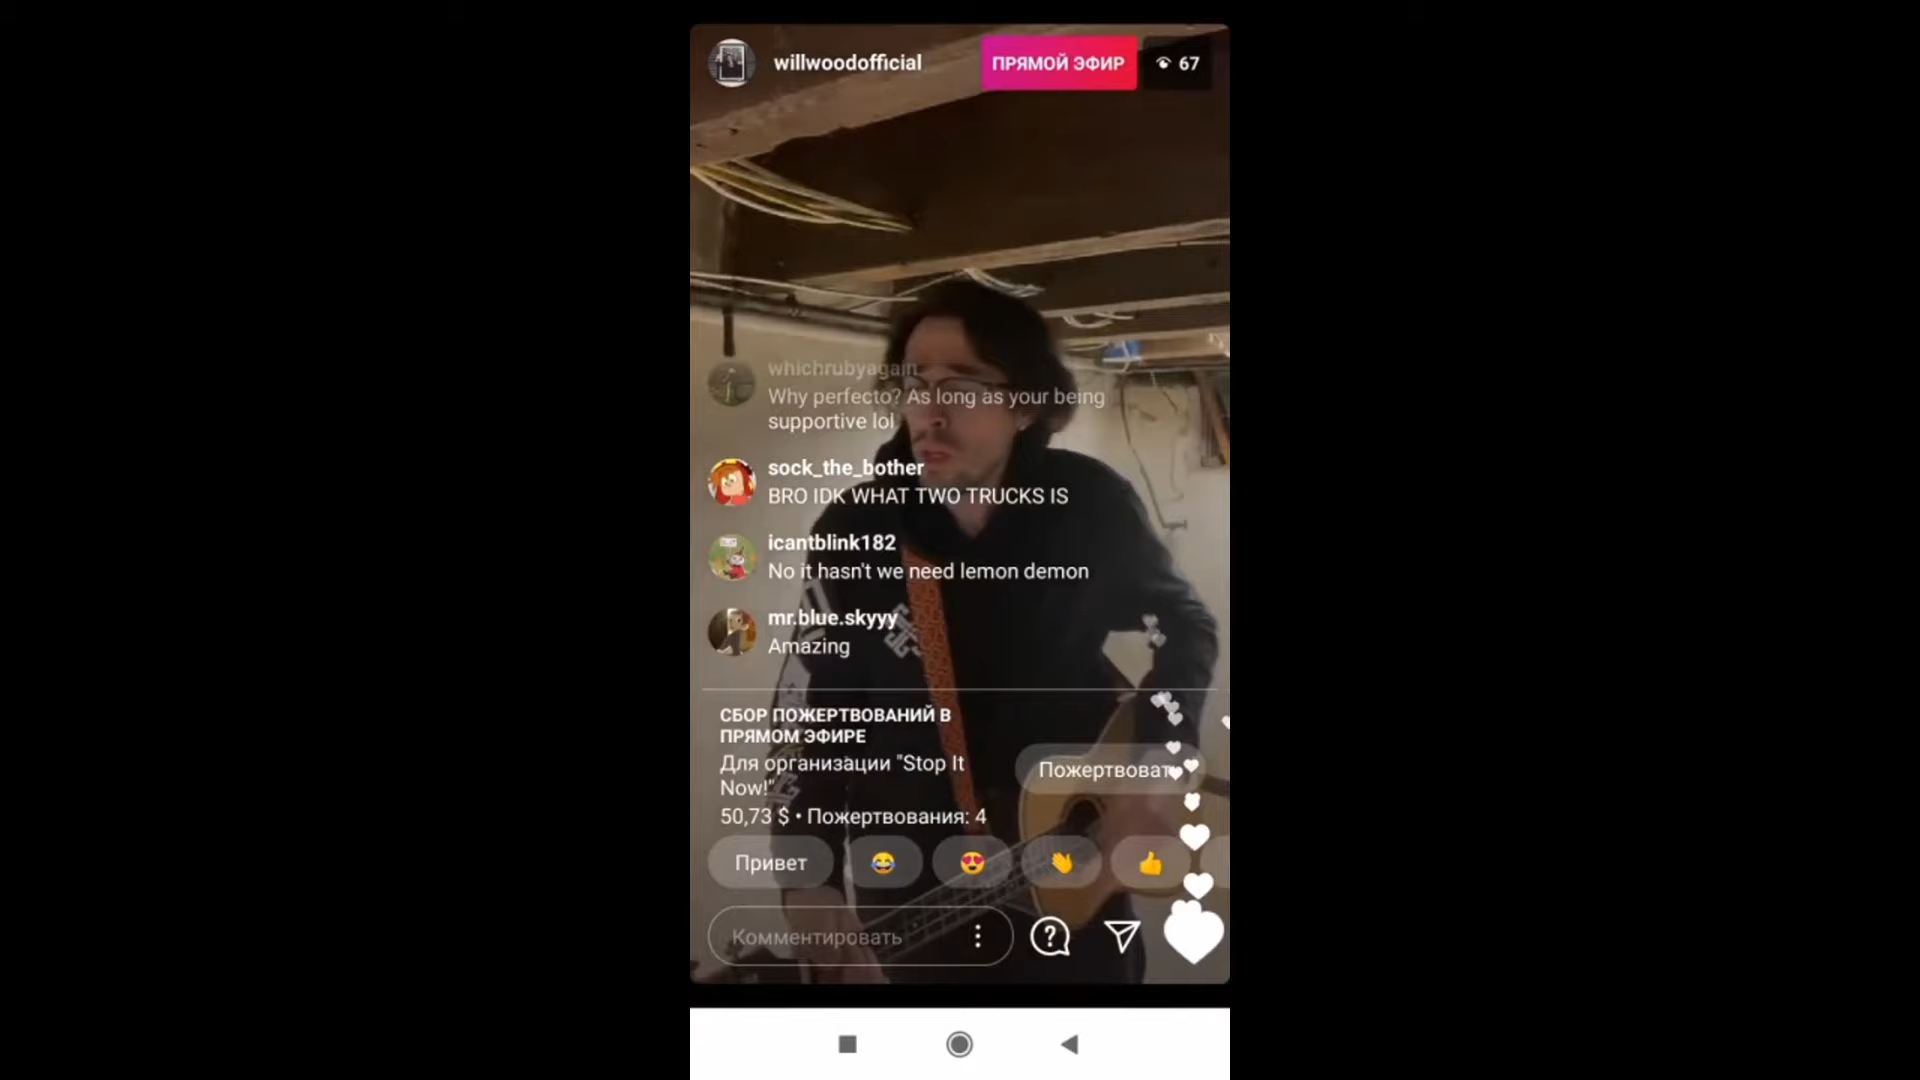 willwoodofficial
ПРЯМОЙ ЭФИР
67
whichrubyagain
Why perfecto? As long as your being
supportive lol
sock_the_bother
BRO IDK WHAT TWO TRUCKS IS
icantblink182
No it hasn't we need lemon demon
mr.blue.skyyy
Amazing
СБОР ПОЖЕРТВОВАНИЙ В
ПРЯМОМ ЭФИРЕ
Для организации "Stop It
Now!"
50,73 $ • Пожертвования: 4
Пожертвоват
Привет
Комментировать